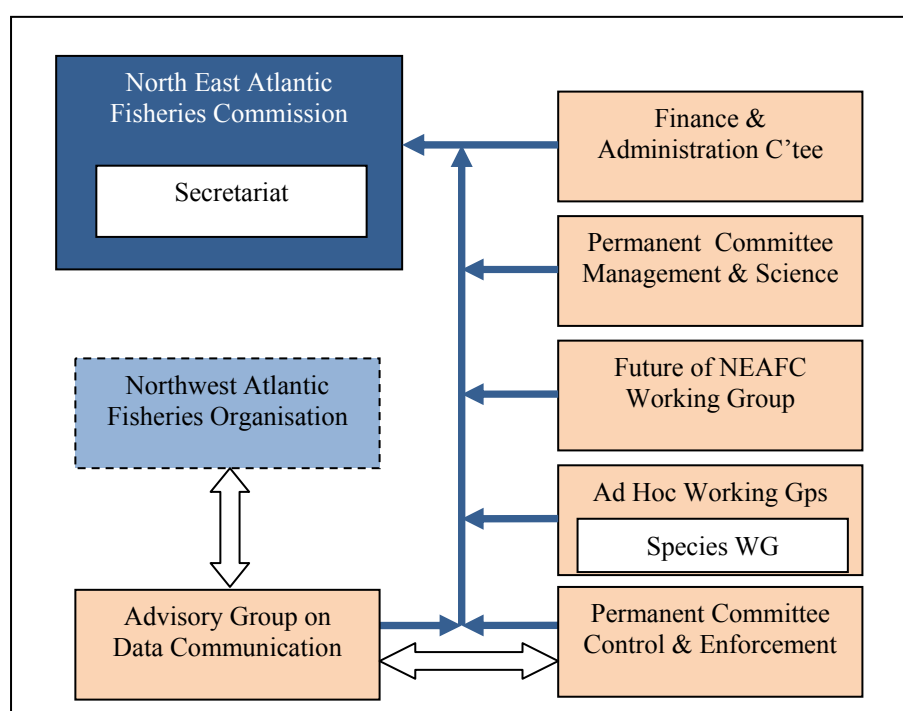 North East Atlantic
Fisheries Commission
Secretariat
Northwest Atlantic
Fisheries Organisation
Advisory Group on
Data Communication
Finance &
Administration C’tee
Permanent Committee
Management & Science
Future of NEAFC
Working Group
Ad Hoc Working Gps
Species WG
Permanent Committee
Control & Enforcement